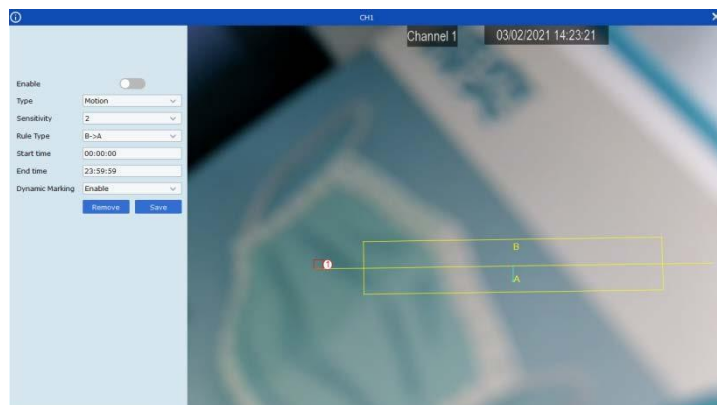 CH1
Channel 1
03/02/2021 14:23:21
Enable
Type Motion
Sensitivity 2
Rule Type B->A
Start time 00:00:00
End time 23:59:59
Dynamic Marking Enable
Remove Save
B
1
A